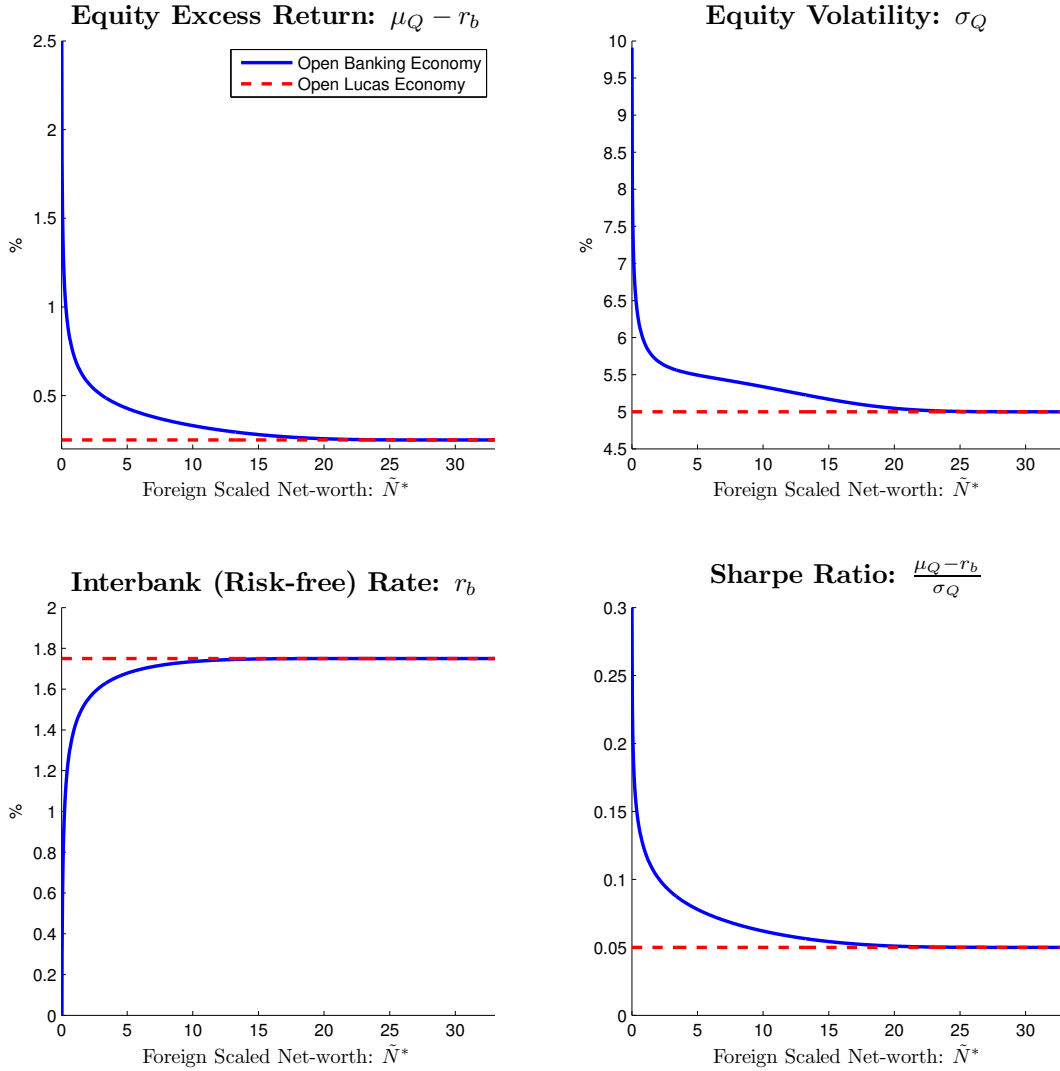 Equity Excess Return: μ_Q − r_b
2.5
2
1.5
1
0.5
%
0 5 10 15 20 25 30
Foreign Scaled Net-worth: Ñ*
Open Banking Economy
Open Lucas Economy
Equity Volatility: σ_Q
10
9.5
9
8.5
8
7.5
7
6.5
6
5.5
5
4.5
%
0 5 10 15 20 25 30
Foreign Scaled Net-worth: Ñ*
Interbank (Risk-free) Rate: r_b
2
1.8
1.6
1.4
1.2
1
0.8
0.6
0.4
0.2
0
%
0 5 10 15 20 25 30
Foreign Scaled Net-worth: Ñ*
Sharpe Ratio: (μ_Q−r_b)/σ_Q
0.3
0.25
0.2
0.15
0.1
0.05
0
0 5 10 15 20 25 30
Foreign Scaled Net-worth: Ñ*